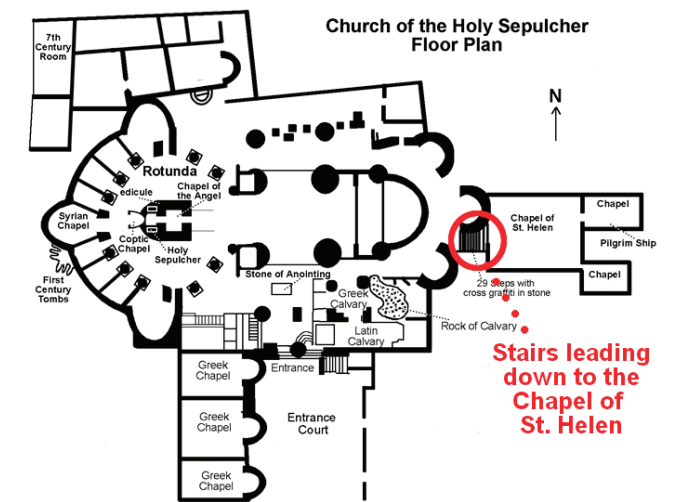 Church of the Holy Sepulcher
Floor Plan
7th
Century
Room
N
Rotunda
edicule
Chapel of
the Angel
Syrian
Chapel
Coptic
Chapel
Holy
Sepulcher
First
Century
Tombs
Stone of Anointing
Chapel
Chapel of
St. Helen
Pilgrim Ship
Chapel
29 Steps with
cross graffiti in stone
Greek
Calvary
Latin
Calvary
Rock of Calvary
Entrance
Greek
Chapel
Greek
Chapel
Greek
Chapel
Entrance
Court
Stairs leading
down to the
Chapel of
St. Helen